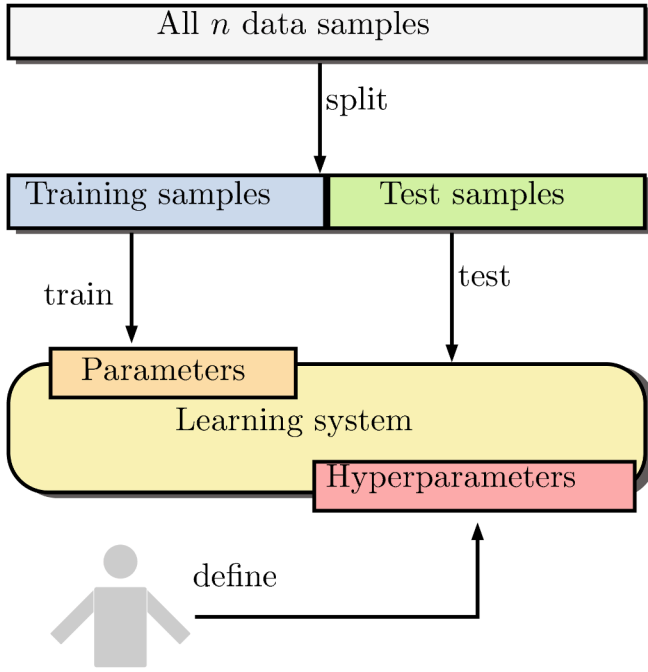 All n data samples
split
Training samples
Test samples
train
test
Parameters
Learning system
Hyperparameters
define